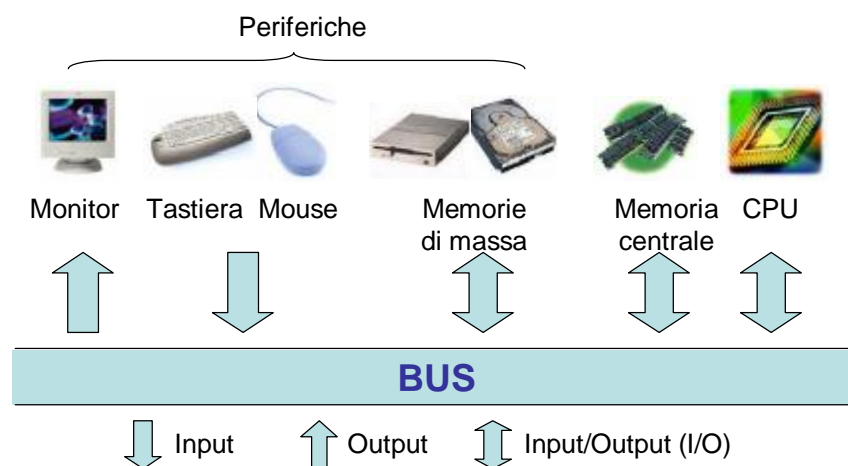 Periferiche
Monitor Tastiera Mouse Memorie di massa Memoria centrale CPU
BUS
Input Output Input/Output (I/O)